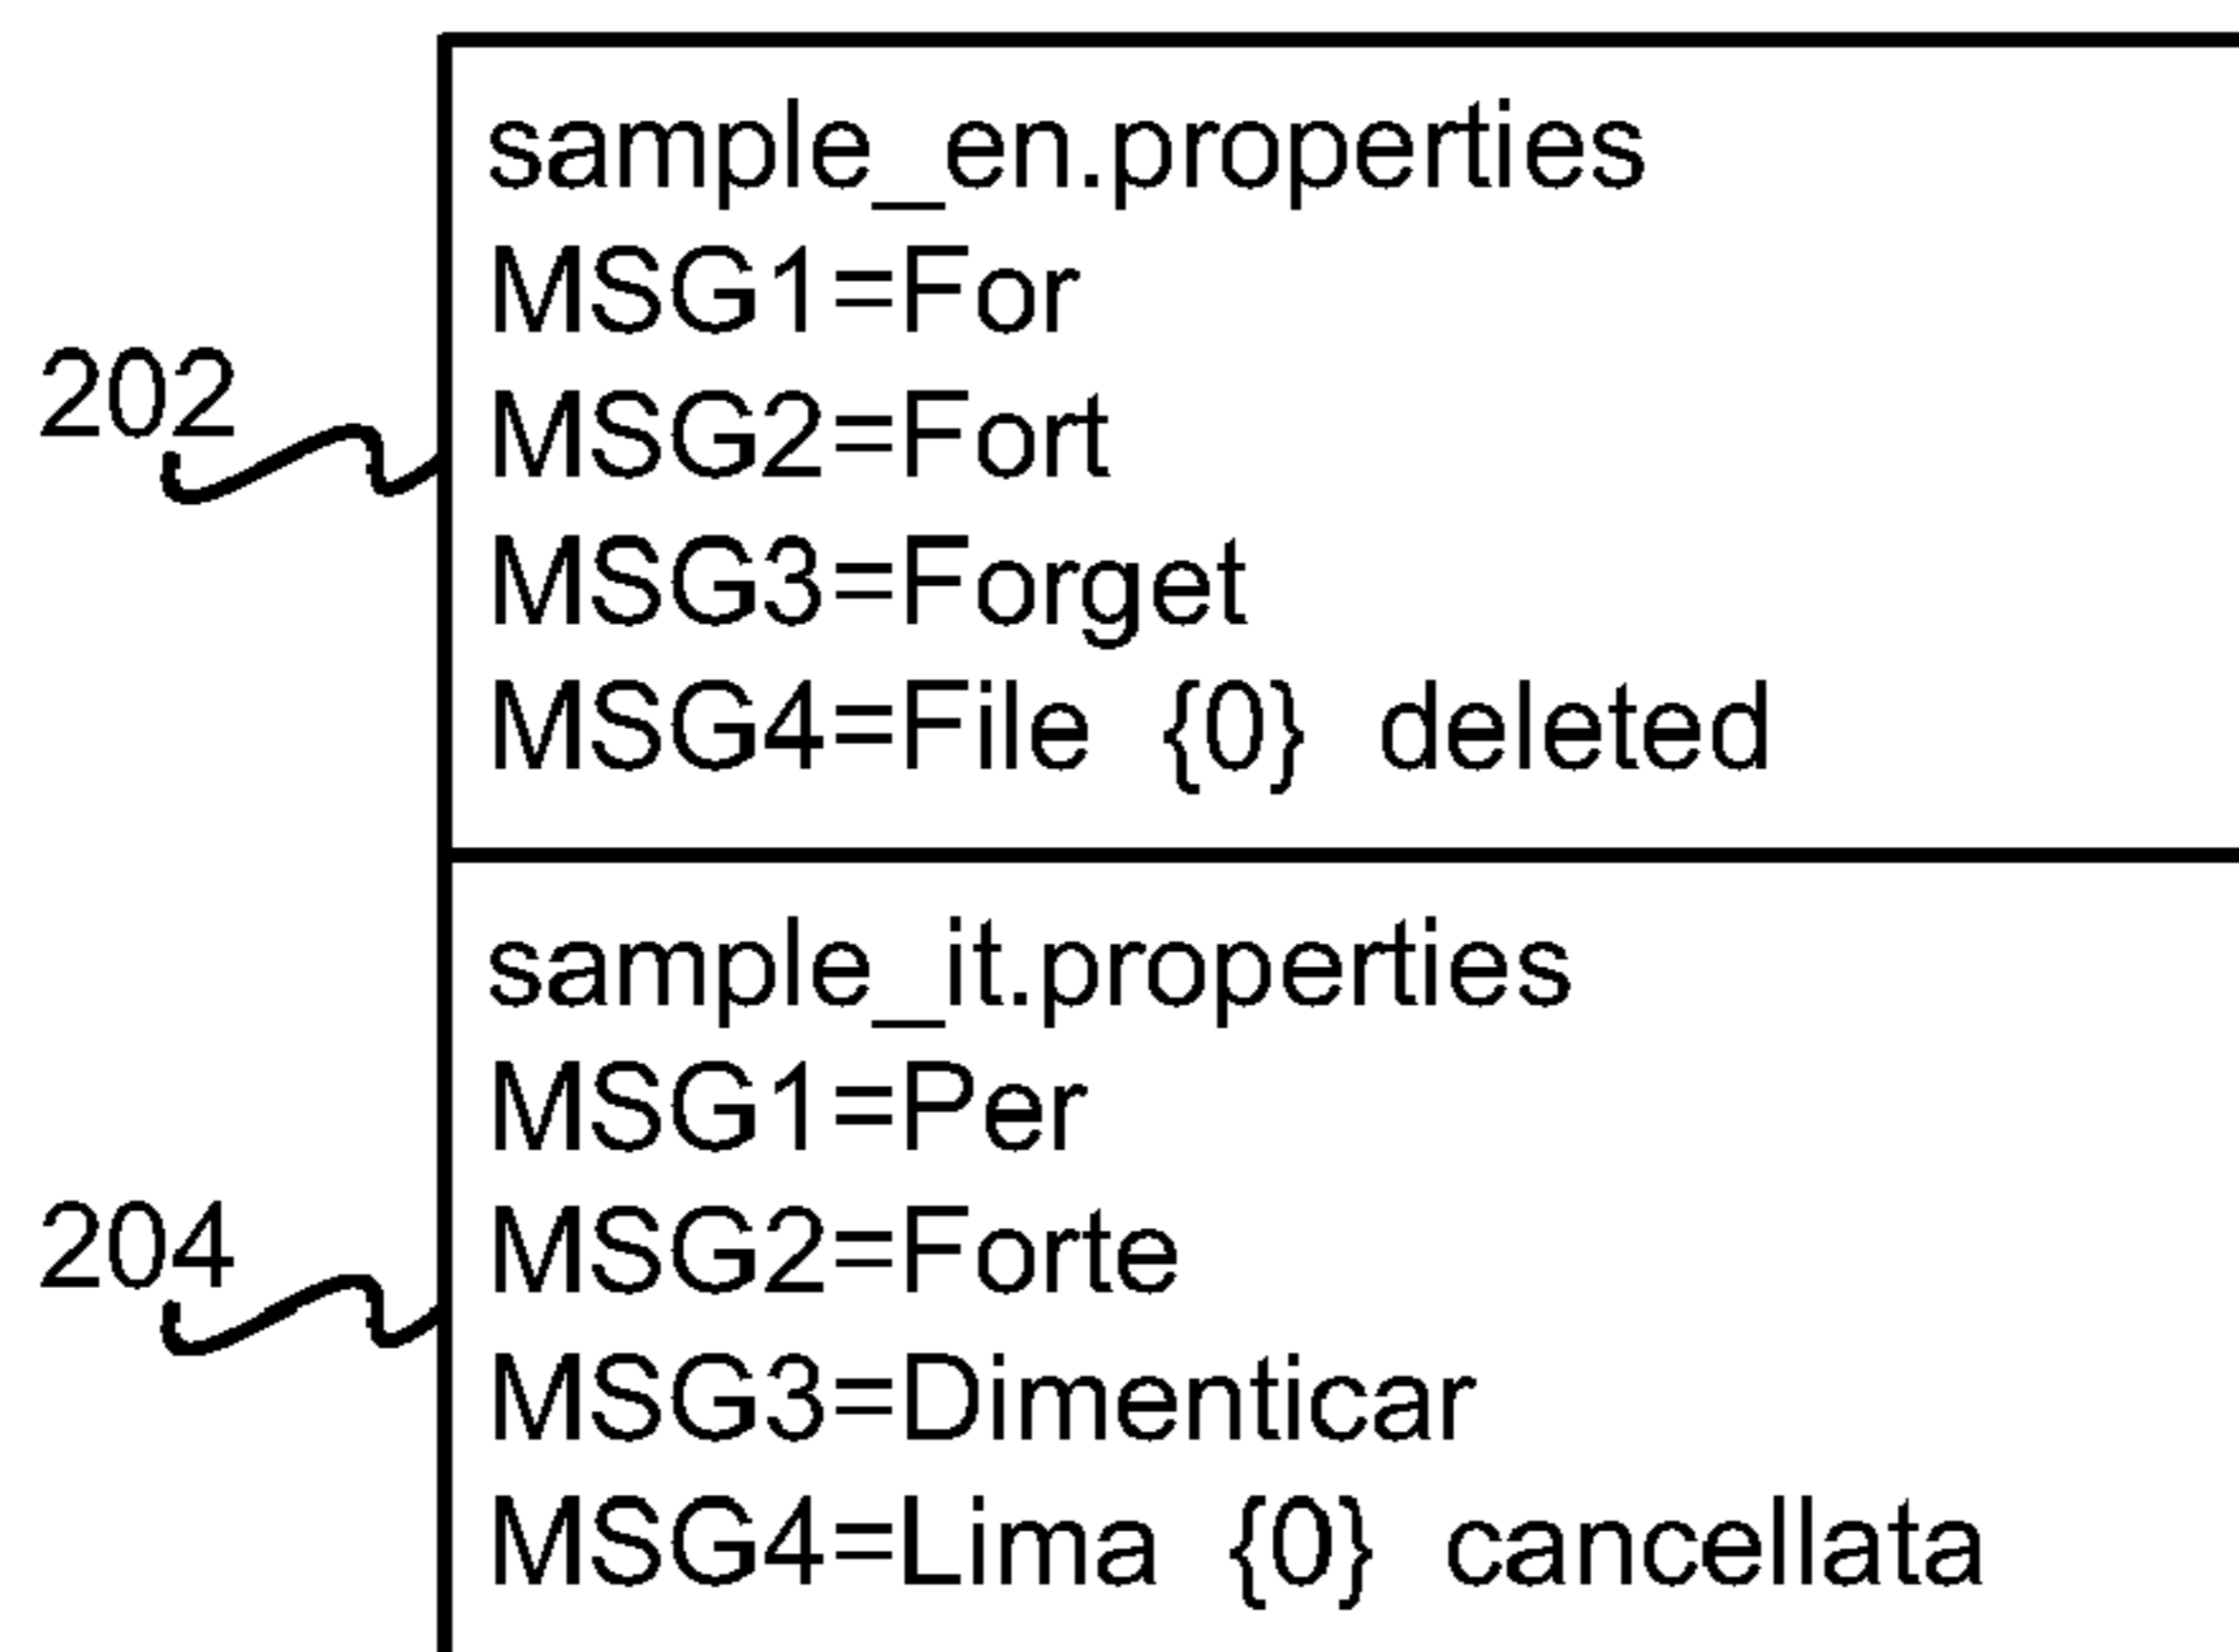 sample_en.properties
MSG1=For
202
MSG2=Fort
MSG3=Forget
MSG4=File {0} deleted
sample_it.properties
MSG1=Per
204
MSG2=Forte
MSG3=Dimenticar
MSG4=Lima {0} cancellata